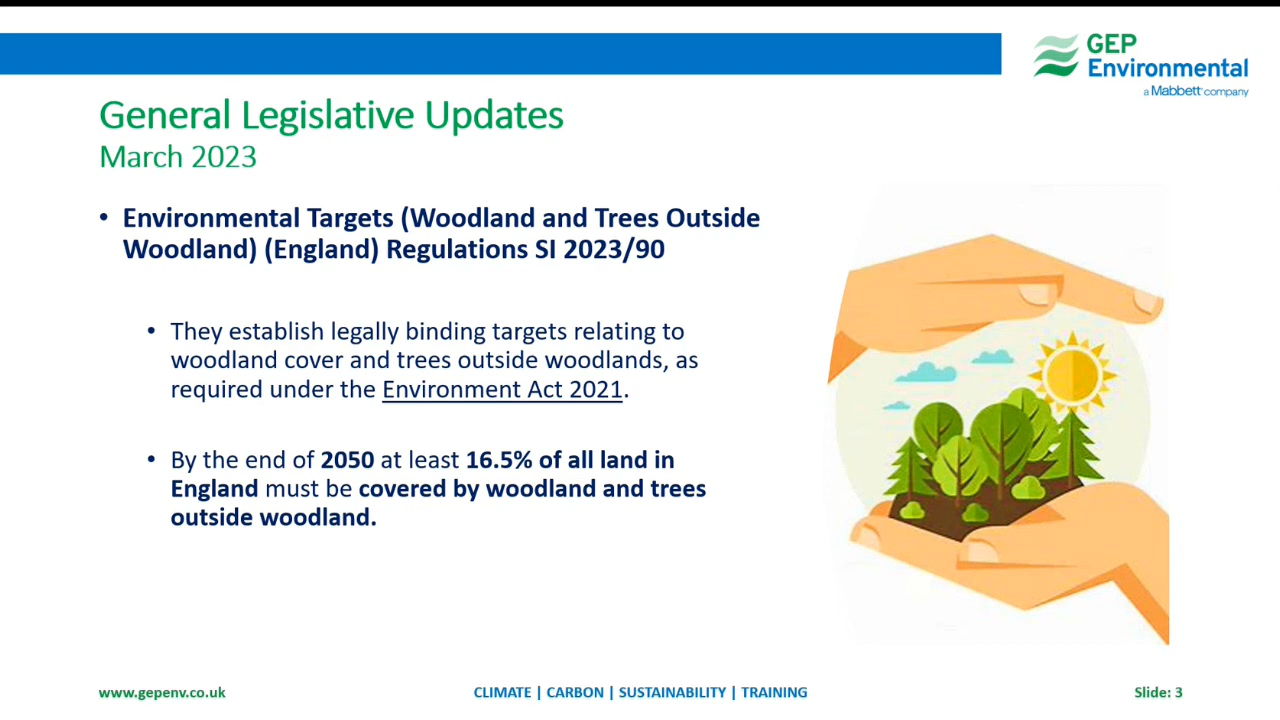 GEP
Environmental
a Mabbett company
General Legislative Updates
March 2023
• Environmental Targets (Woodland and Trees Outside
Woodland) (England) Regulations SI 2023/90
• They establish legally binding targets relating to
woodland cover and trees outside woodlands, as
required under the Environment Act 2021.
• By the end of 2050 at least 16.5% of all land in
England must be covered by woodland and trees
outside woodland.
www.gepenv.co.uk
CLIMATE | CARBON | SUSTAINABILITY | TRAINING
Slide: 3